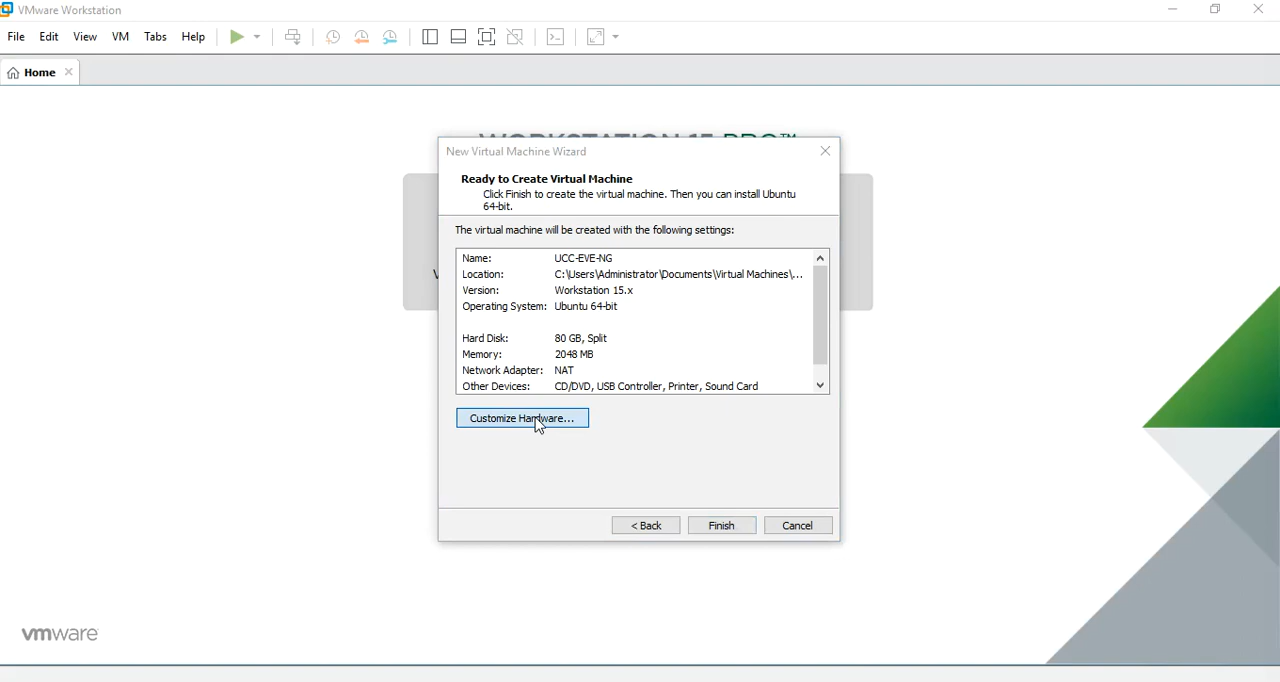 VMware Workstation
File Edit View VM Tabs Help
Home
WORKSTATION 15 PRO™
New Virtual Machine Wizard
Ready to Create Virtual Machine
Click Finish to create the virtual machine. Then you can install Ubuntu
64-bit.
The virtual machine will be created with the following settings:
Name: UCC-EVE-NG
Location: C:\Users\Administrator\Documents\Virtual Machines\...
Version: Workstation 15.x
Operating System: Ubuntu 64-bit
Hard Disk: 80 GB, Split
Memory: 2048 MB
Network Adapter: NAT
Other Devices: CD/DVD, USB Controller, Printer, Sound Card
Customize Hardware...
< Back Finish Cancel
vmware